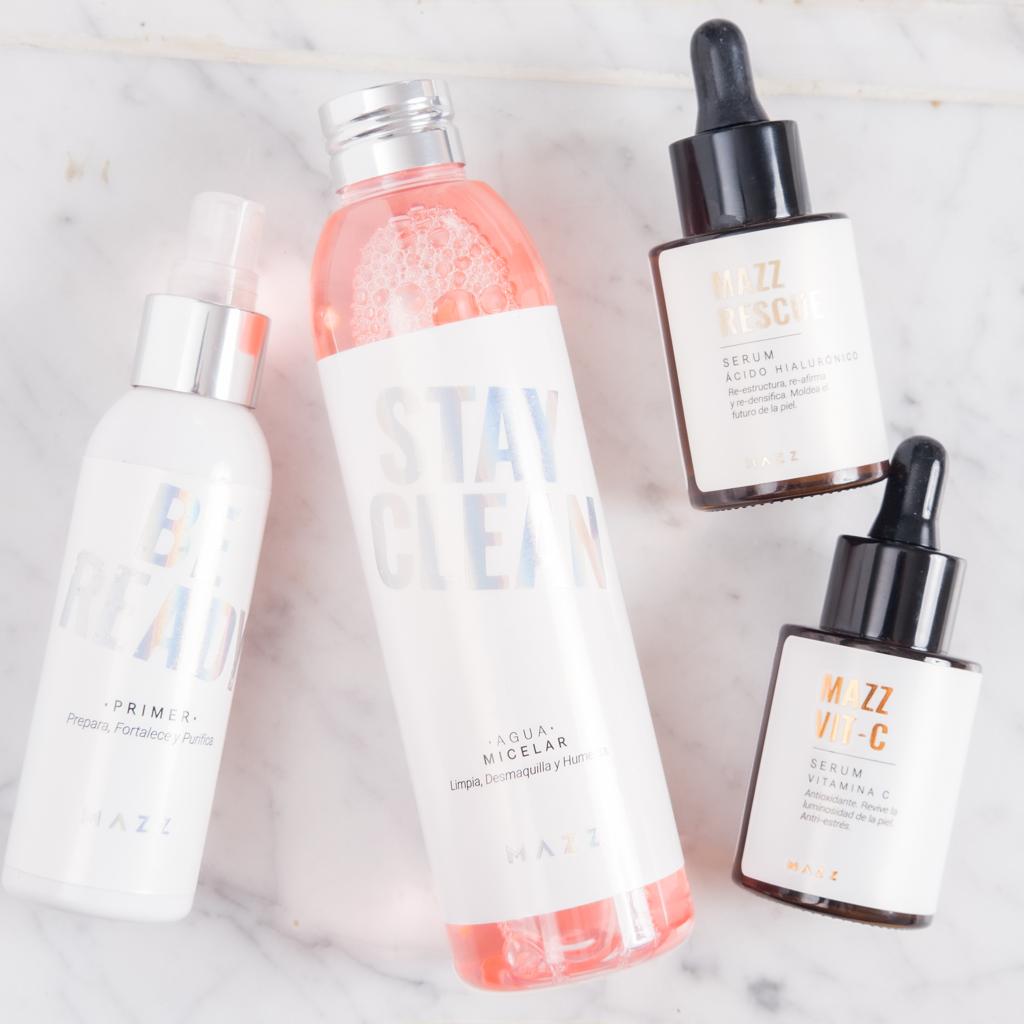 BE
READY
·PRIMER·
Prepara, Fortalece y Purifica
MAZZ
STAY
CLEAN
·AGUA·
MICELAR
Limpia, Desmaquilla y
MAZZ
MAZZ
RESCUE
SERUM
ÁCIDO HIALURÓNICO
Re-estructura, re-afirma
y re-densifica. Moldea el
futuro de la piel.
MAZZ
MAZZ
VIT-C
SERUM
VITAMINA C
Antioxidante. Revive la
luminosidad de la piel.
Antri-estrés.
MAZZ